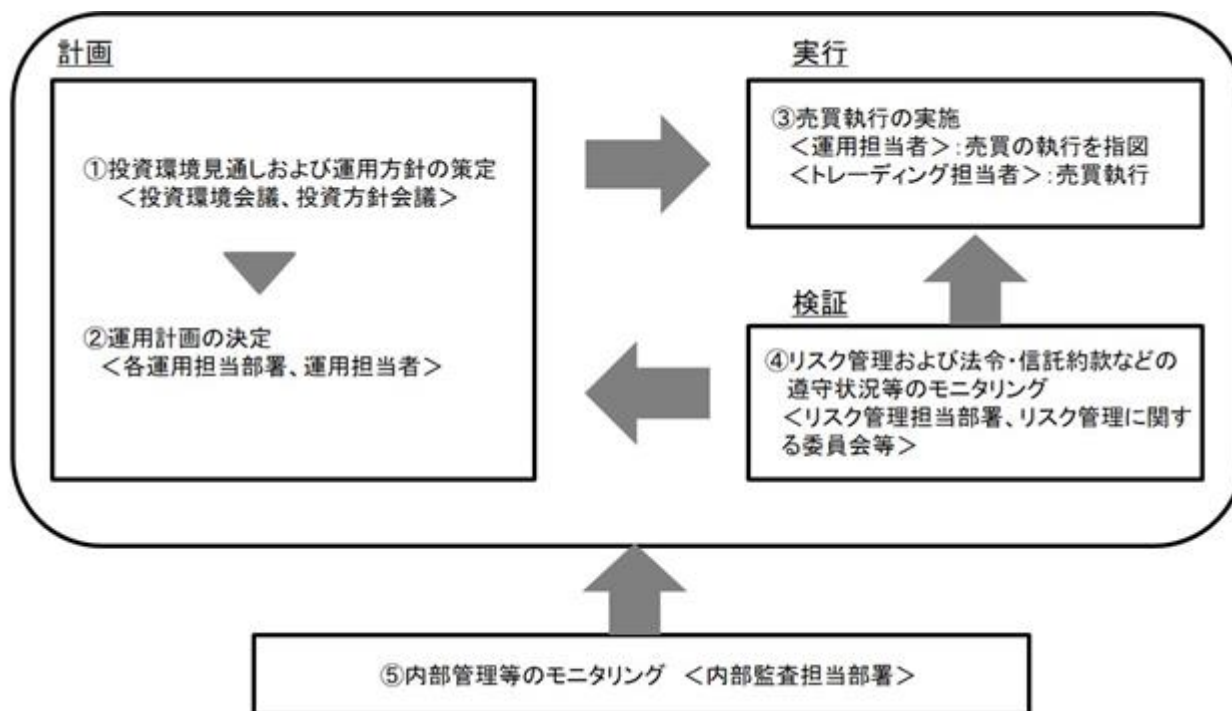 計画
①投資環境見通しおよび運用方針の策定
＜投資環境会議、投資方針会議＞
②運用計画の決定
＜各運用担当部署、運用担当者＞
実行
③売買執行の実施
＜運用担当者＞：売買の執行を指図
＜トレーディング担当者＞：売買執行
検証
④リスク管理および法令・信託約款などの
遵守状況等のモニタリング
＜リスク管理担当部署、リスク管理に関す
る委員会等＞
⑤内部管理等のモニタリング　＜内部監査担当部署＞